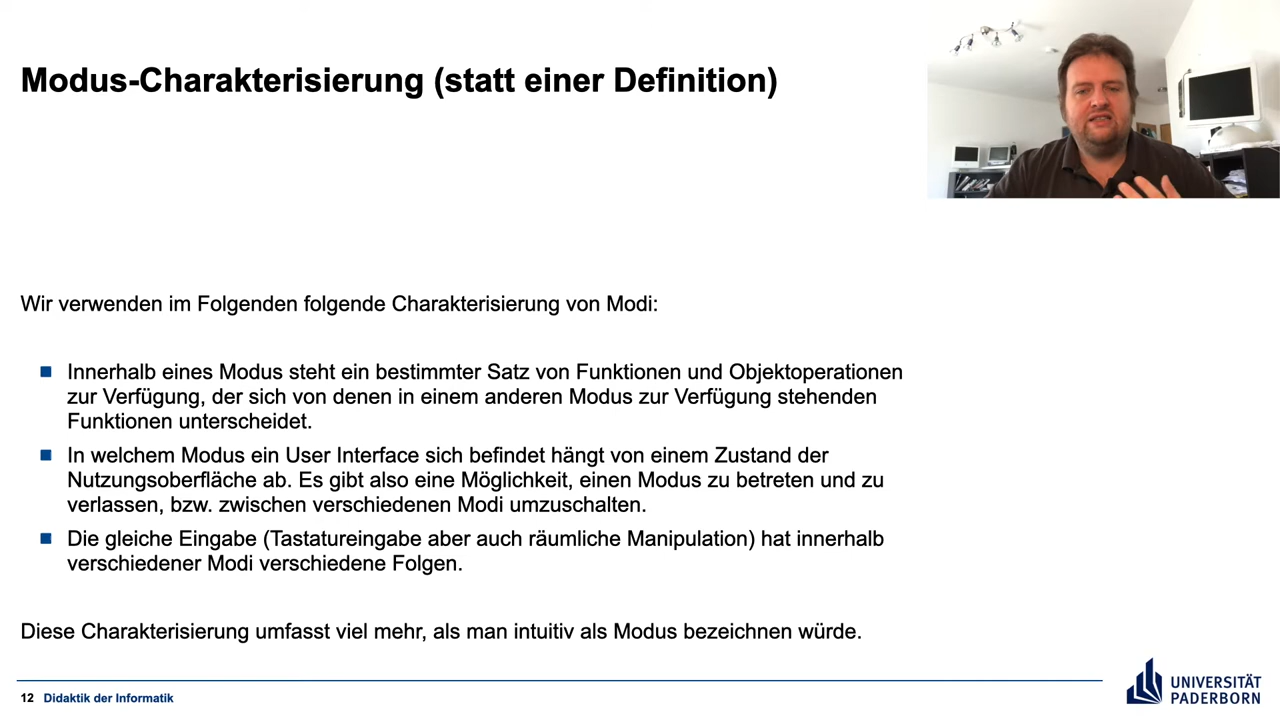 Modus-Charakterisierung (statt einer Definition)
Wir verwenden im Folgenden folgende Charakterisierung von Modi:
Innerhalb eines Modus steht ein bestimmter Satz von Funktionen und Objektoperationen
zur Verfügung, der sich von denen in einem anderen Modus zur Verfügung stehenden
Funktionen unterscheidet.
In welchem Modus ein User Interface sich befindet hängt von einem Zustand der
Nutzungsoberfläche ab. Es gibt also eine Möglichkeit, einen Modus zu betreten und zu
verlassen, bzw. zwischen verschiedenen Modi umzuschalten.
Die gleiche Eingabe (Tastatureingabe aber auch räumliche Manipulation) hat innerhalb
verschiedener Modi verschiedene Folgen.
Diese Charakterisierung umfasst viel mehr, als man intuitiv als Modus bezeichnen würde.
12 Didaktik der Informatik
UNIVERSITÄT
PADERBORN